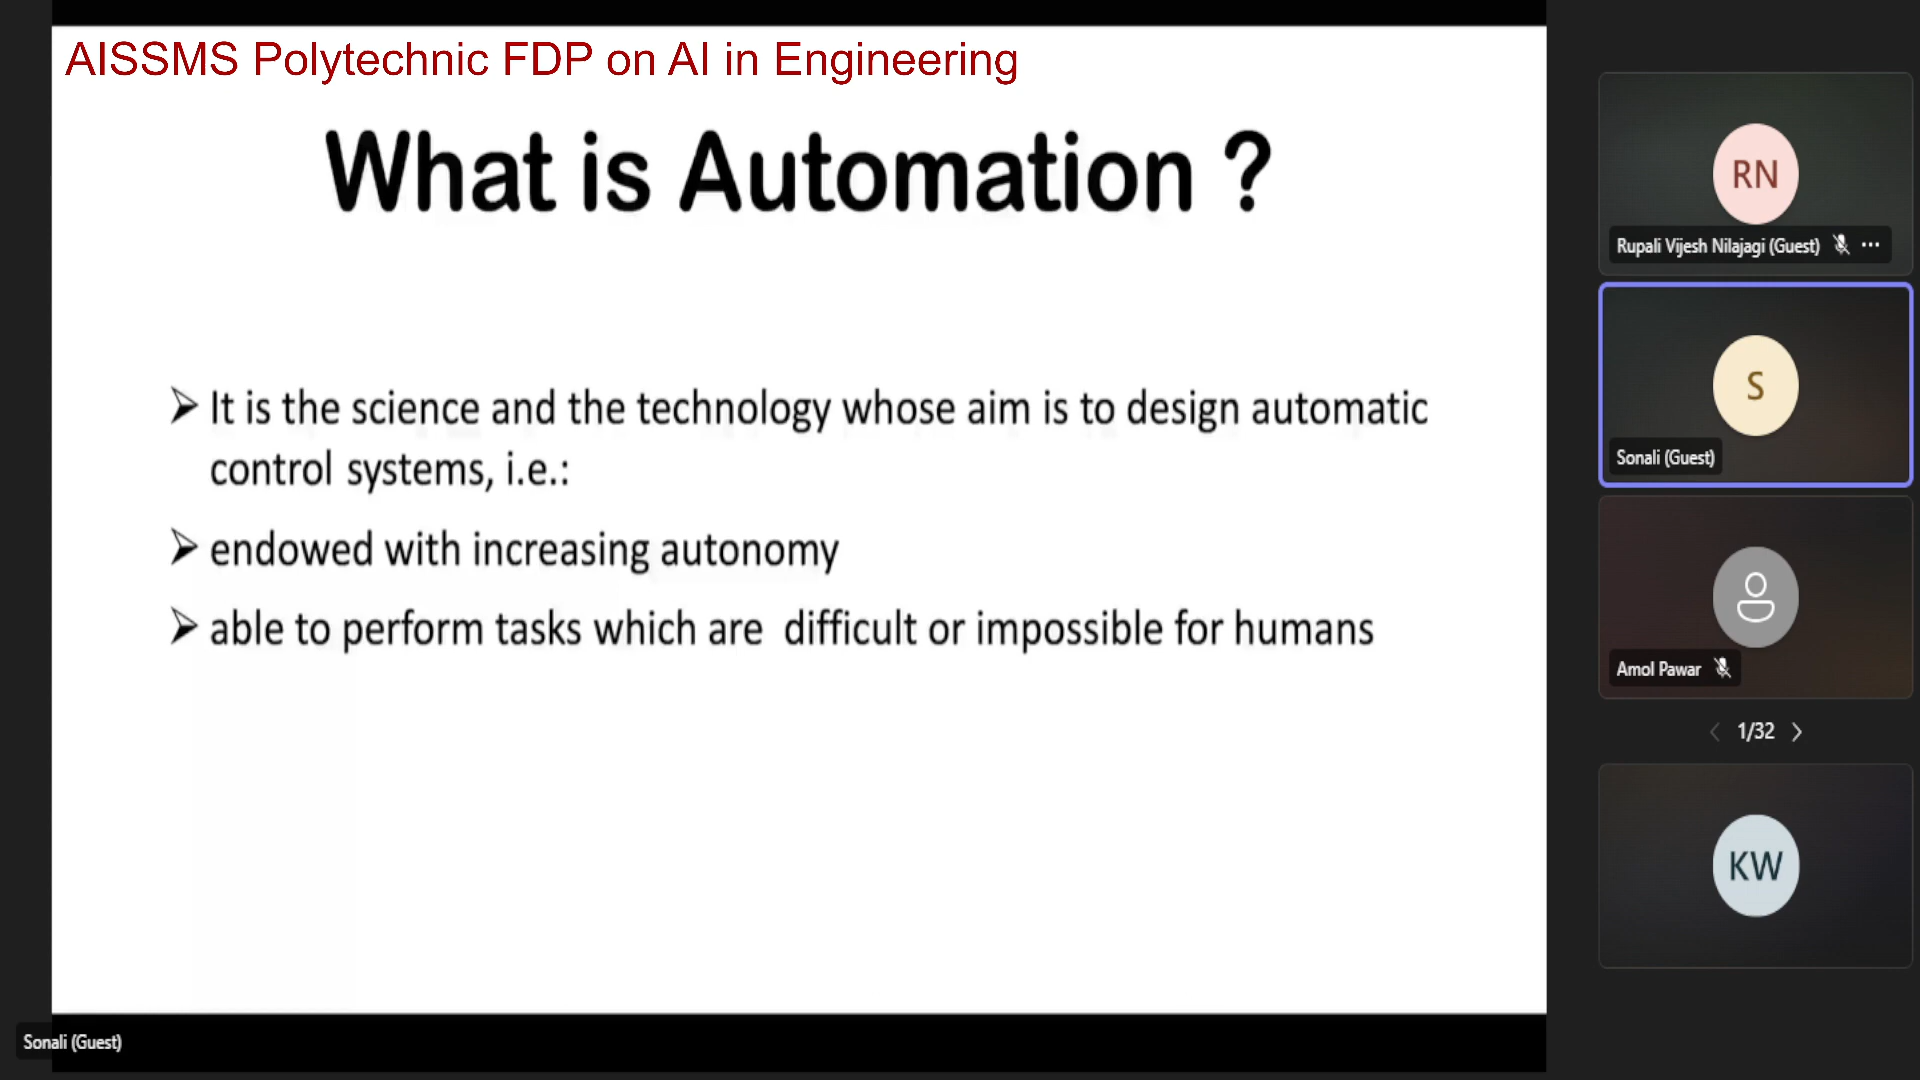 AISSMS Polytechnic FDP on AI in Engineering
What is Automation ?
➤ It is the science and the technology whose aim is to design automatic
control systems, i.e.:
➤ endowed with increasing autonomy
➤ able to perform tasks which are difficult or impossible for humans
Sonali (Guest)
RN
Rupali Vijesh Nilajagi (Guest)
S
Sonali (Guest)
Amol Pawar
1/32
KW